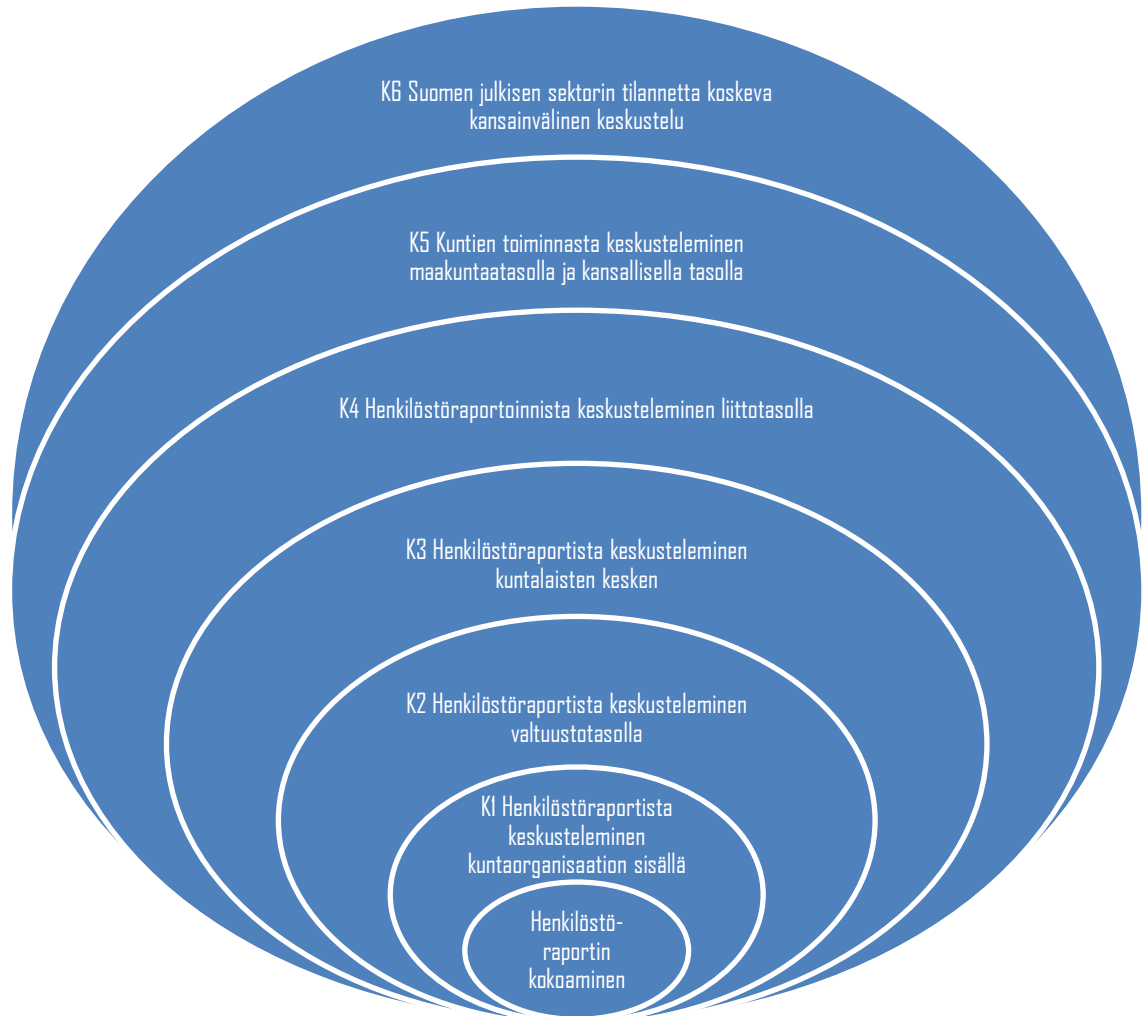 K6 Suomen julkisen sektorin tilannetta koskeva
kansainvälinen keskustelu
K5 Kuntien toiminnasta keskusteleminen
maakuntaatasolla ja kansallisella tasolla
K4 Henkilöstöraportoinnista keskusteleminen liittotasolla
K3 Henkilöstöraportista keskusteleminen
kuntalaisten kesken
K2 Henkilöstöraportista keskusteleminen
valtuustotasolla
K1 Henkilöstöraportista
keskusteleminen
kuntaorganisaation sisällä
Henkilöstö-
raportin
kokoaminen